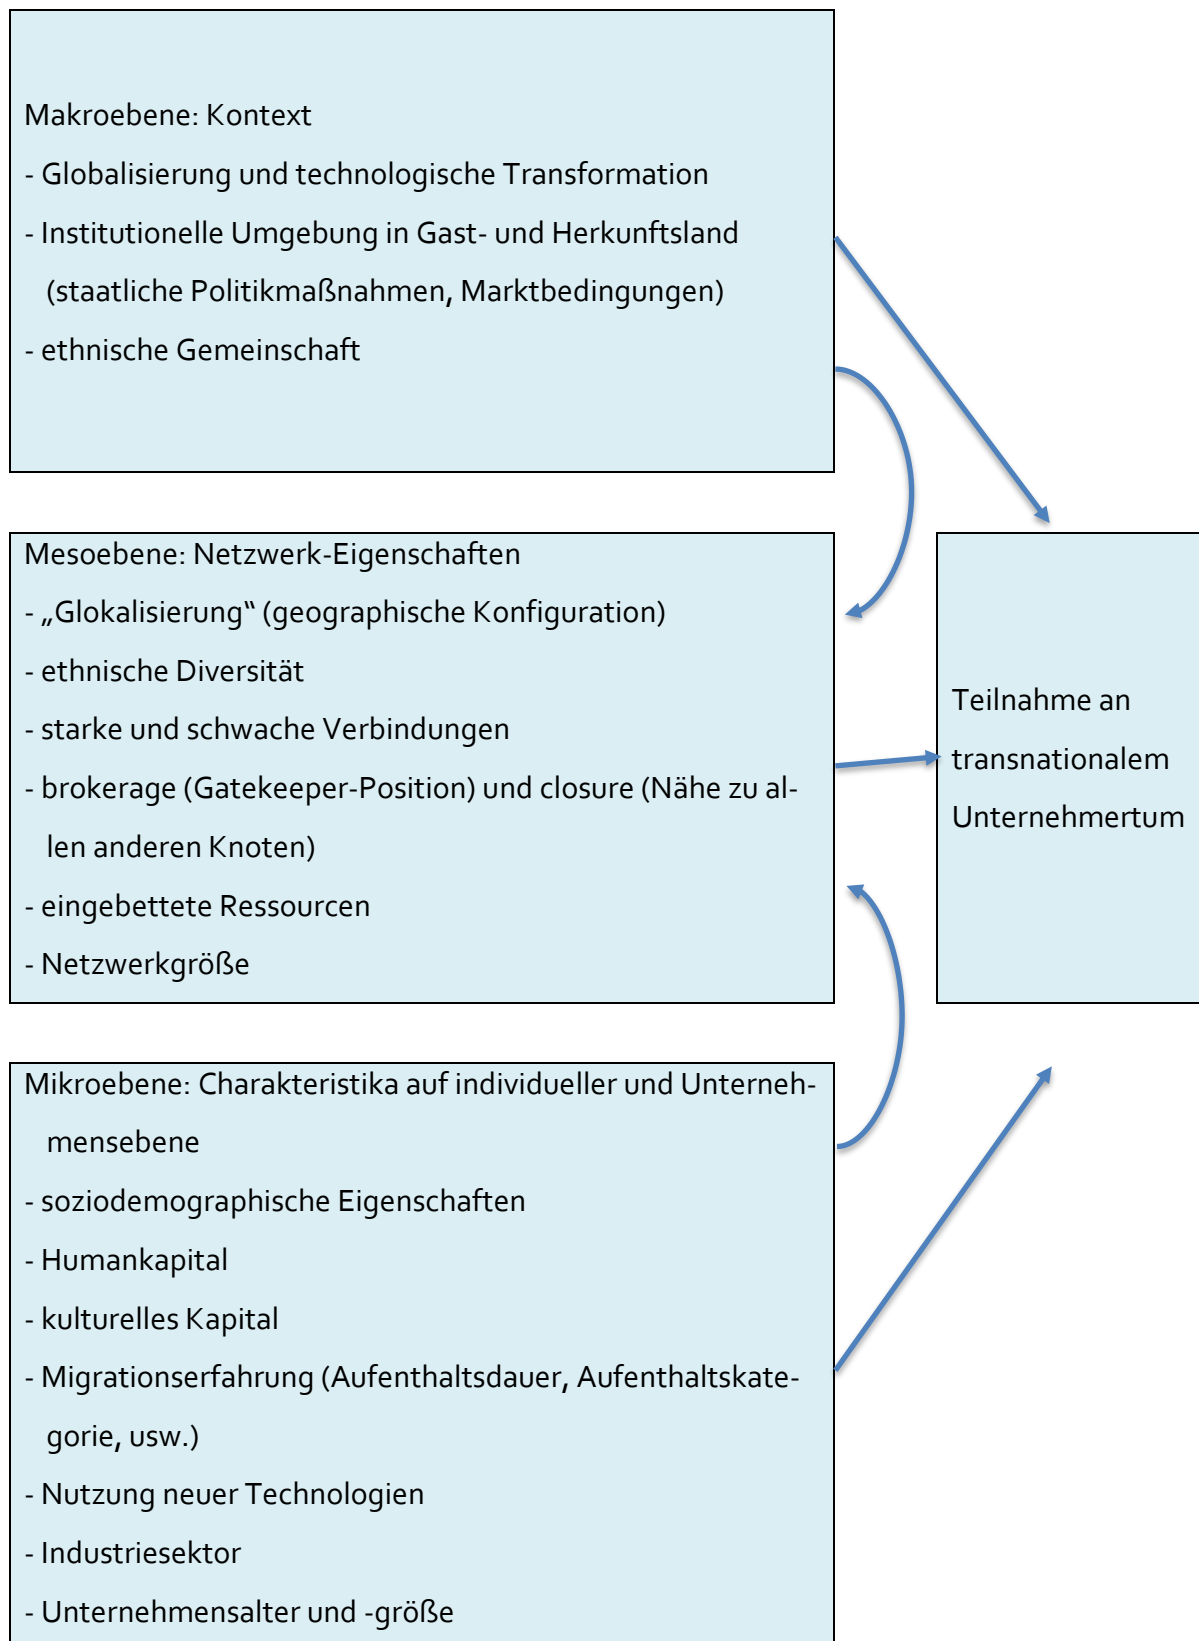 Makroebene: Kontext
- Globalisierung und technologische Transformation
- Institutionelle Umgebung in Gast- und Herkunftsland
(staatliche Politikmaßnahmen, Marktbedingungen)
- ethnische Gemeinschaft
Mesoebene: Netzwerk-Eigenschaften
- „Glokalisierung“ (geographische Konfiguration)
- ethnische Diversität
- starke und schwache Verbindungen
- brokerage (Gatekeeper-Position) und closure (Nähe zu al-
len anderen Knoten)
- eingebettete Ressourcen
- Netzwerkgröße
Teilnahme an
transnationalem
Unternehmertum
Mikroebene: Charakteristika auf individueller und Unterneh-
mensebene
- soziodemographische Eigenschaften
- Humankapital
- kulturelles Kapital
- Migrationserfahrung (Aufenthaltsdauer, Aufenthaltskate-
gorie, usw.)
- Nutzung neuer Technologien
- Industriesektor
- Unternehmensalter und -größe